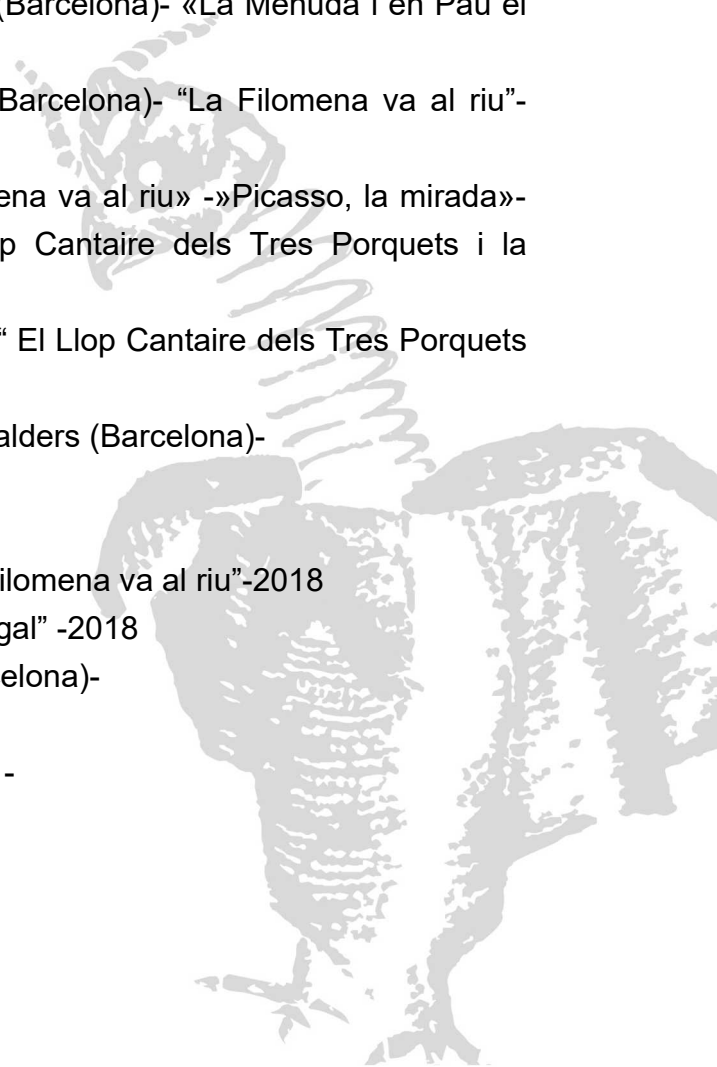 (Barcelona)- «La Menuda i en Pau el
Barcelona)- “La Filomena va al riu”-
ena va al riu» -»Picasso, la mirada»-
p Cantaire dels Tres Porquets i la
“ El Llop Cantaire dels Tres Porquets
alders (Barcelona)-
ilomena va al riu”-2018
gal” -2018
elona)-
-